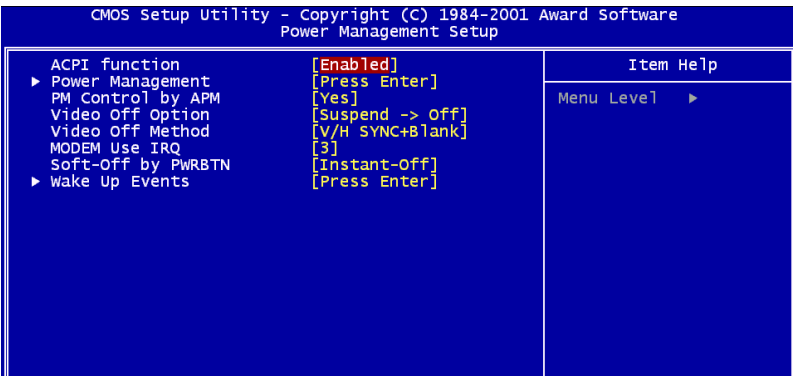 CMOS Setup Utility - Copyright (C) 1984-2001 Award Software
Power Management Setup
ACPI function [Enabled]
▶ Power Management [Press Enter]
PM Control by APM [Yes]
Video Off Option [Suspend -> Off]
Video Off Method [V/H SYNC+Blank]
MODEM Use IRQ [3]
Soft-Off by PWRBTN [Instant-Off]
▶ Wake Up Events [Press Enter]
Item Help
Menu Level ▶